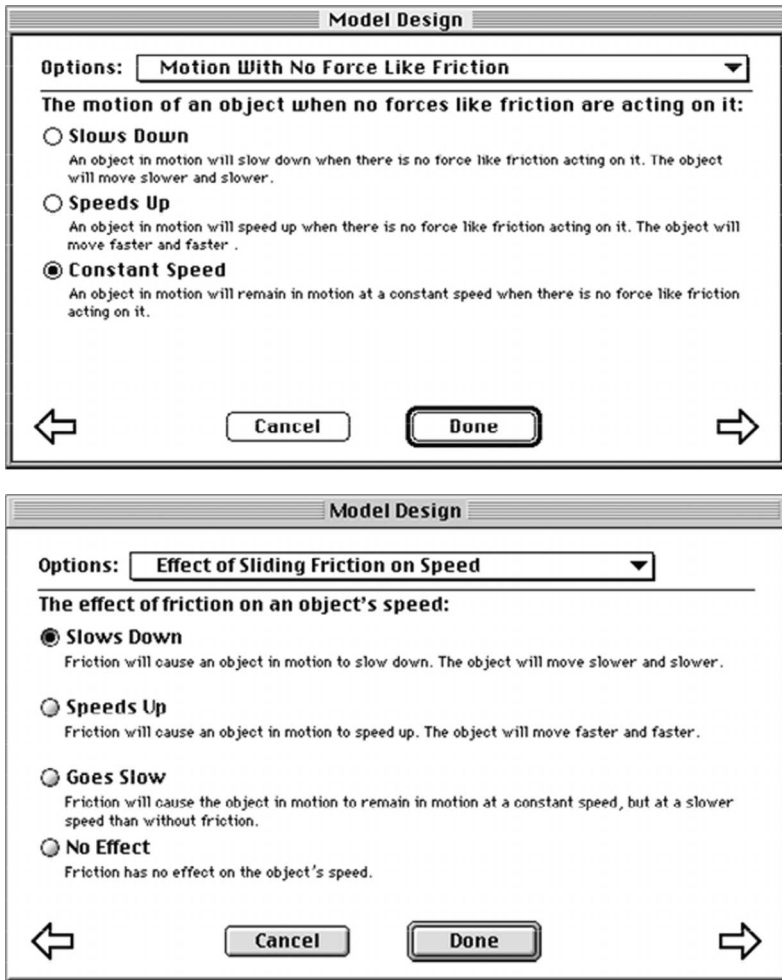 Model Design
Options: Motion With No Force Like Friction
The motion of an object when no forces like friction are acting on it:
Slows Down
An object in motion will slow down when there is no force like friction acting on it. The object
will move slower and slower.
Speeds Up
An object in motion will speed up when there is no force like friction acting on it. The object will
move faster and faster .
Constant Speed
An object in motion will remain in motion at a constant speed when there is no force like friction
acting on it.
Cancel Done
Model Design
Options: Effect of Sliding Friction on Speed
The effect of friction on an object's speed:
Slows Down
Friction will cause an object in motion to slow down. The object will move slower and slower.
Speeds Up
Friction will cause an object in motion to speed up. The object will move faster and faster.
Goes Slow
Friction will cause the object in motion to remain in motion at a constant speed, but at a slower
speed than without friction.
No Effect
Friction has no effect on the object's speed.
Cancel Done